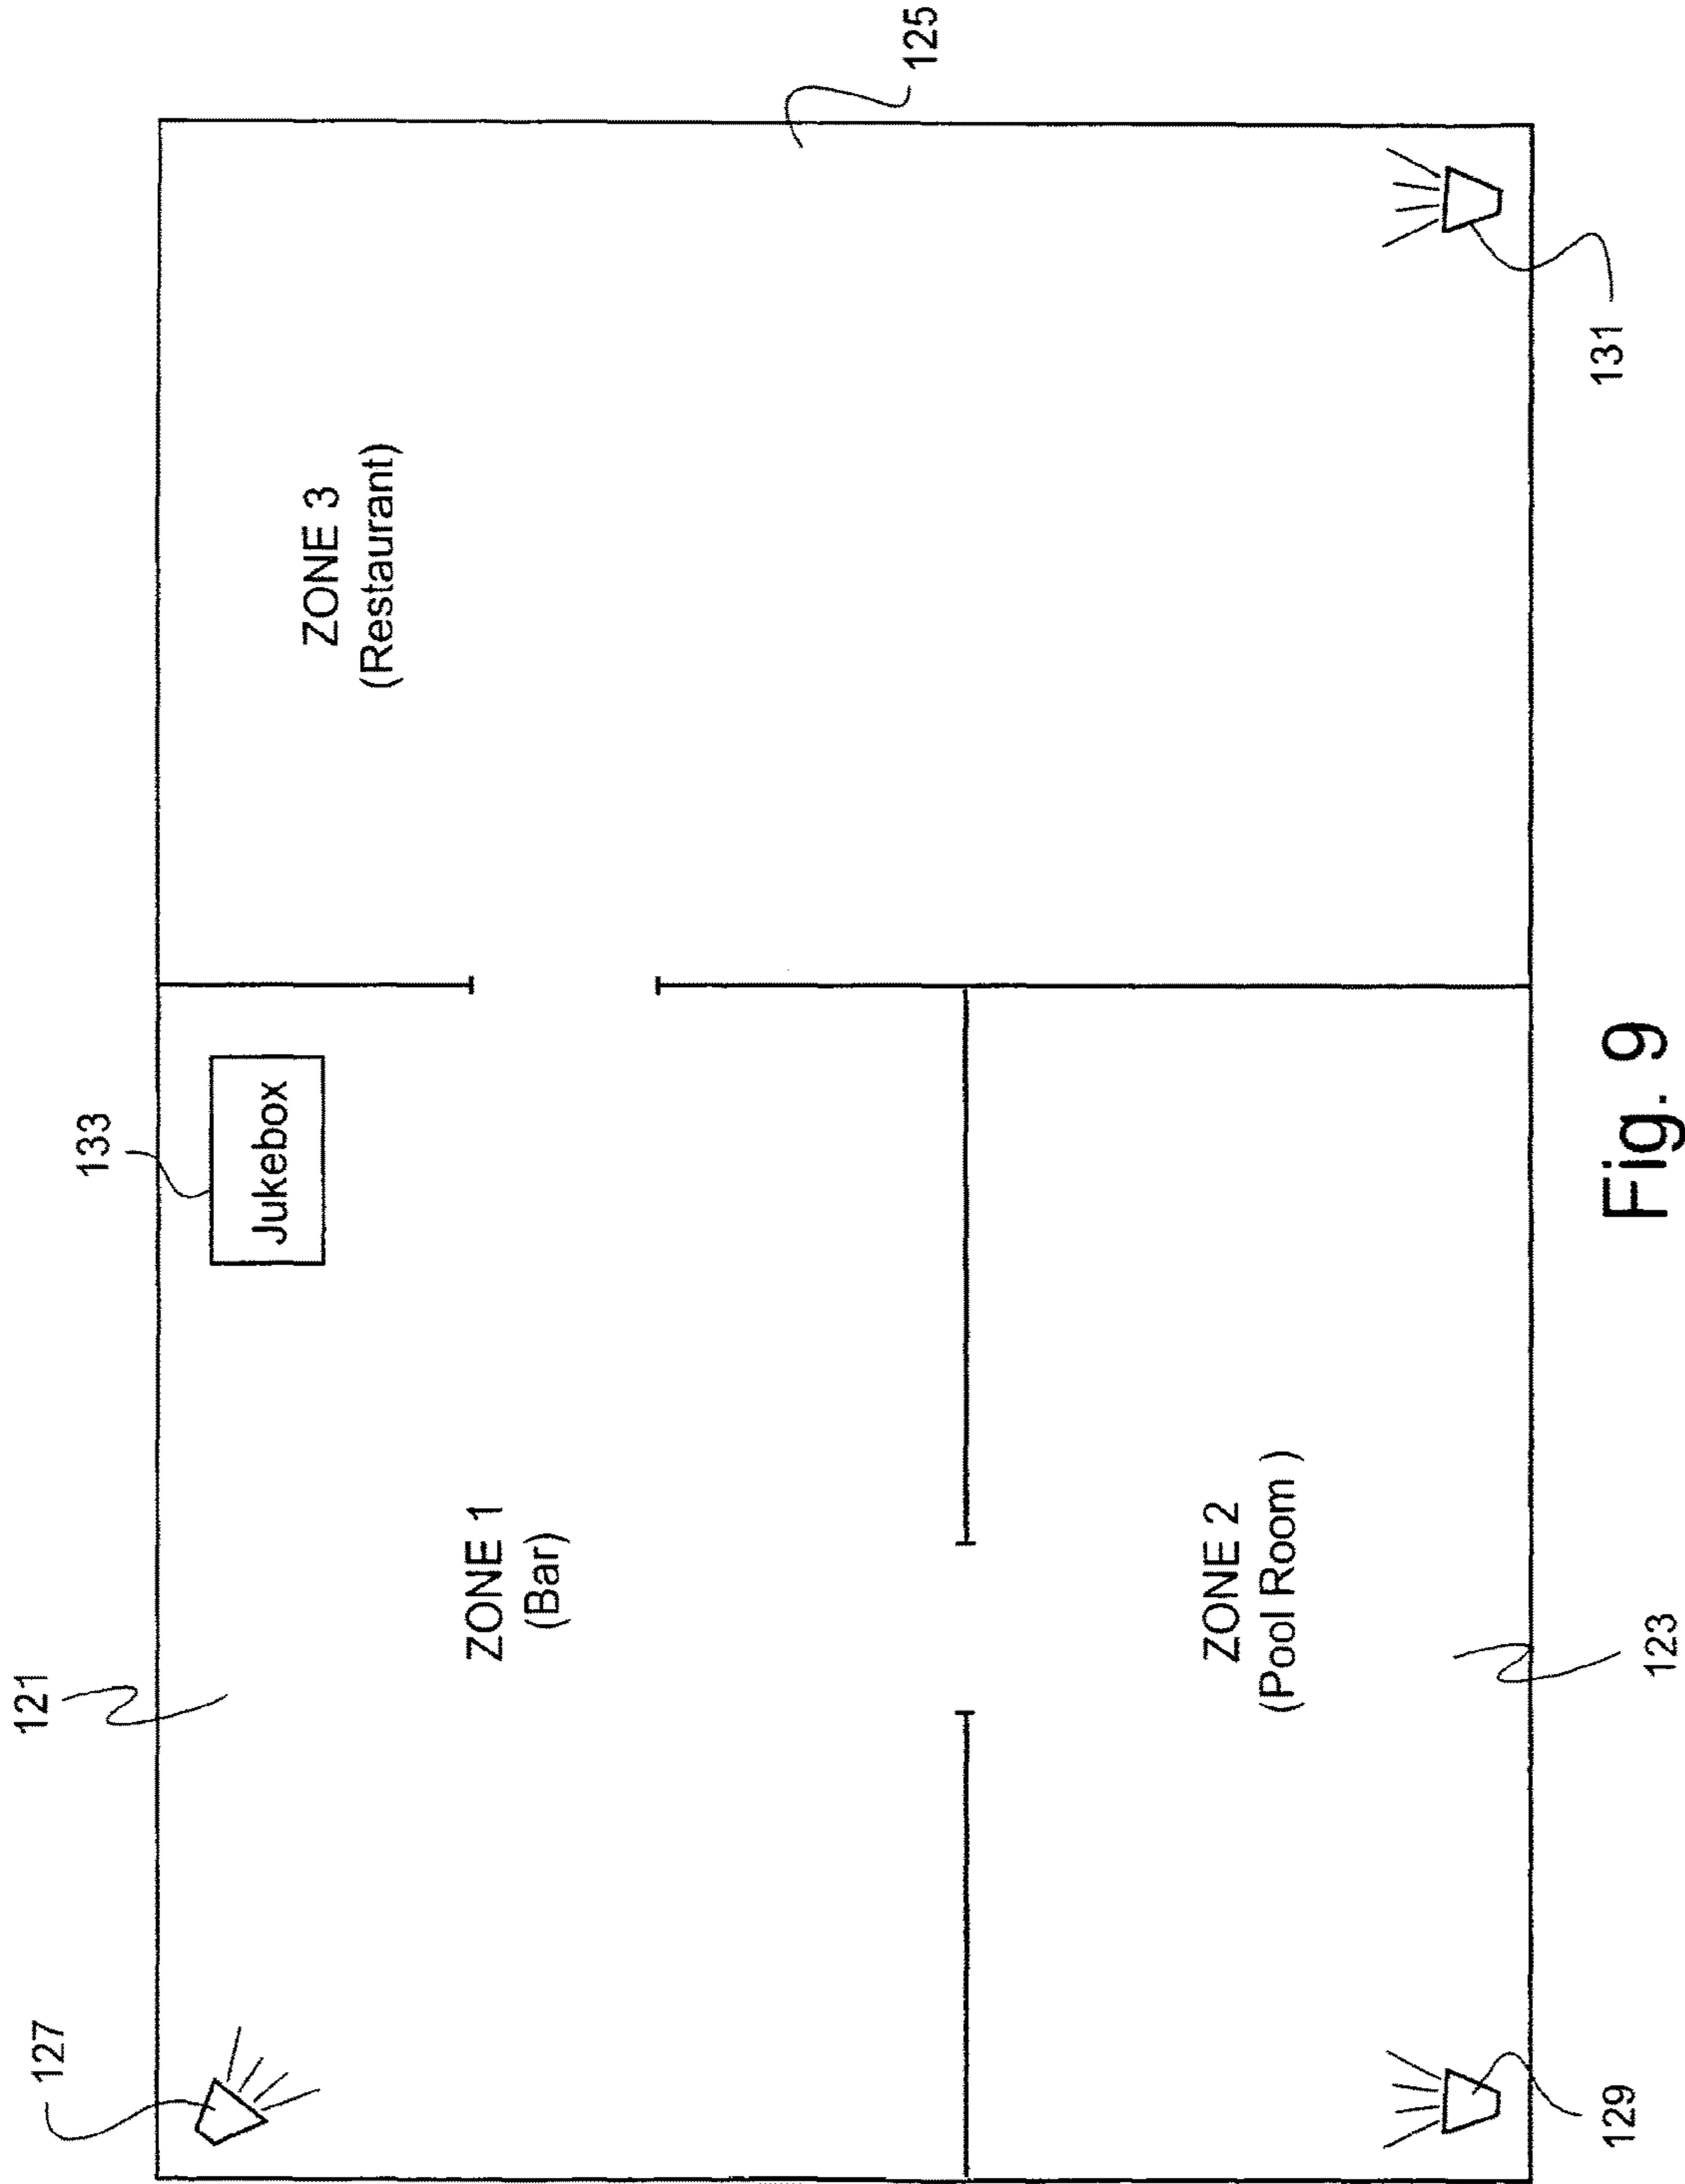 127
121
133
Jukebox
ZONE 3
(Restaurant)
ZONE 1
(Bar)
125
ZONE 2
(Pool Room )
129
123
131
Fig. 9